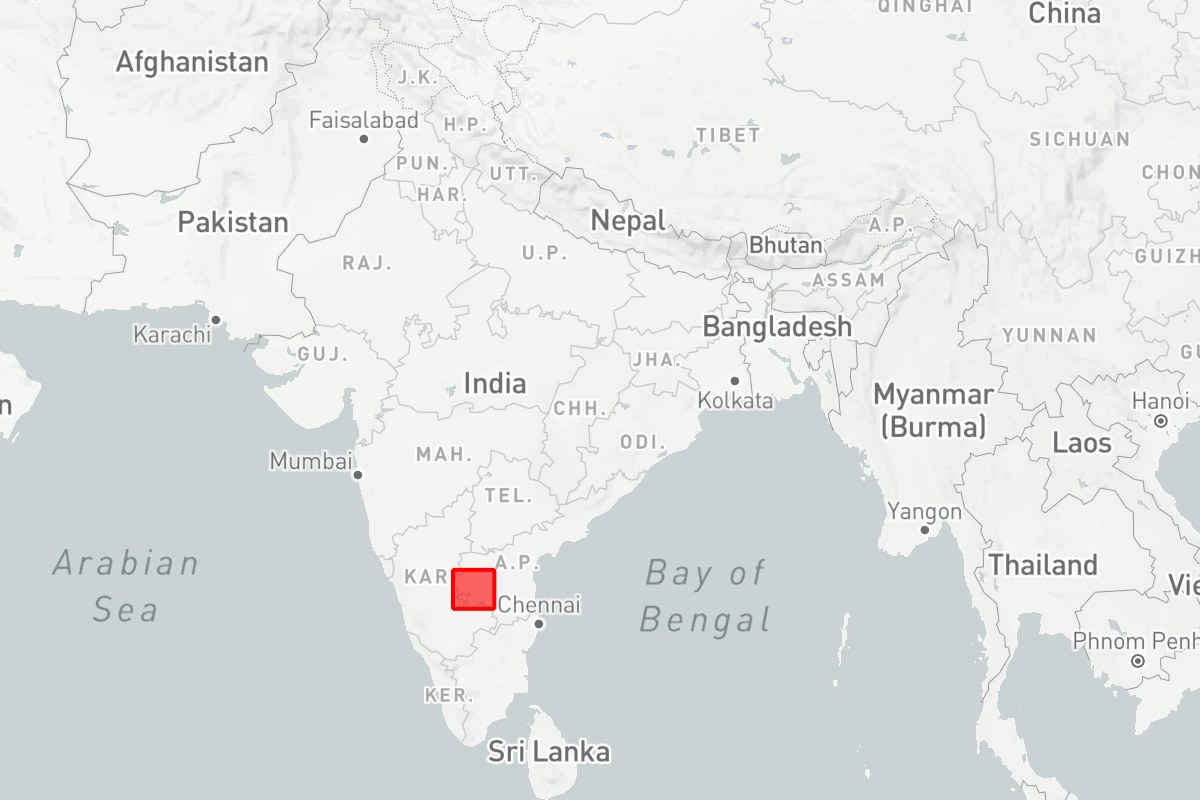 QINGHAI
China
Afghanistan
J.K.
Faisalabad
H.P.
TIBET
SICHUAN
PUN.
UTT.
CHON
HAR.
Pakistan
Nepal
A.P.
Bhutan
U.P.
RAJ.
GUIZH
ASSAM
Karachi
Bangladesh
YUNNAN
GUJ.
JHA.
GU
India
Kolkata
Myanmar
(Burma)
Hanoi
n
CHH.
ODI.
Laos
MAH.
Mumbai
TEL.
Yangon
Arabian
Sea
A.P.
KAR
Bay of
Bengal
Thailand
Vie
Chennai
Phnom Penh
KER.
Sri Lanka